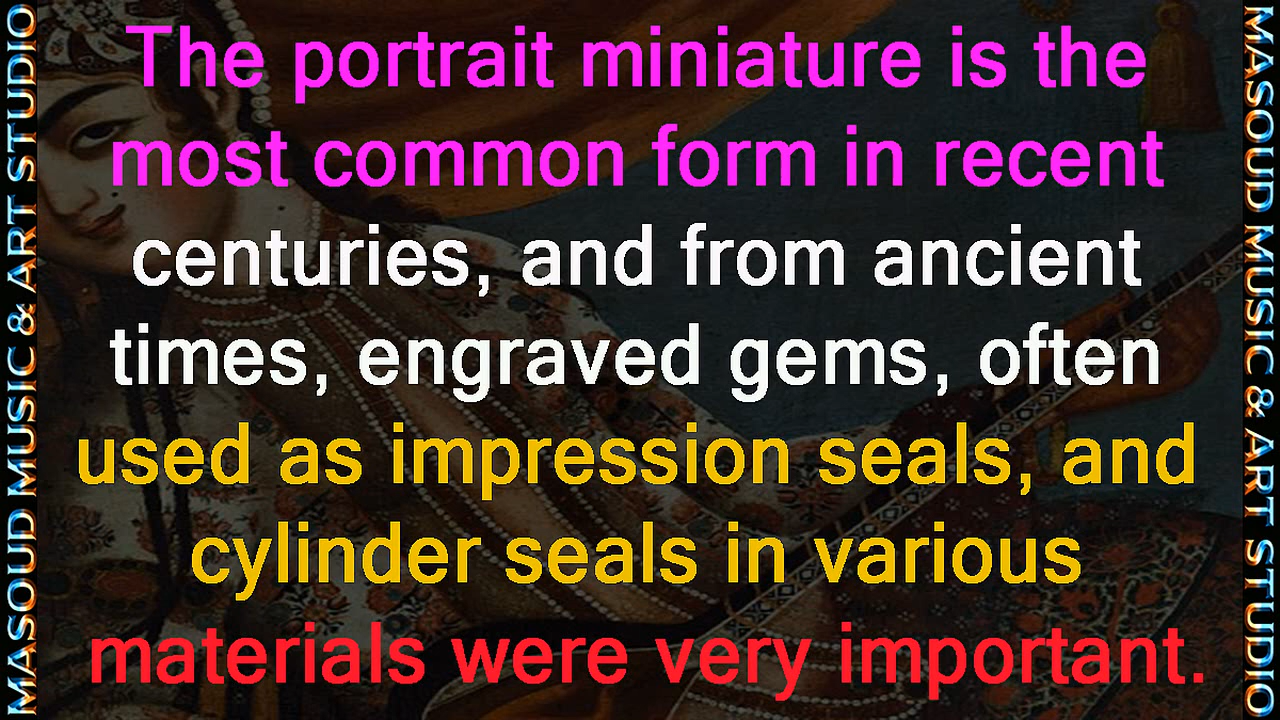 MASOUD MUSIC & ART STUDIO
The portrait miniature is the
most common form in recent
centuries, and from ancient
times, engraved gems, often
used as impression seals, and
cylinder seals in various
materials were very important.
MASOUD MUSIC & ART STUDIO